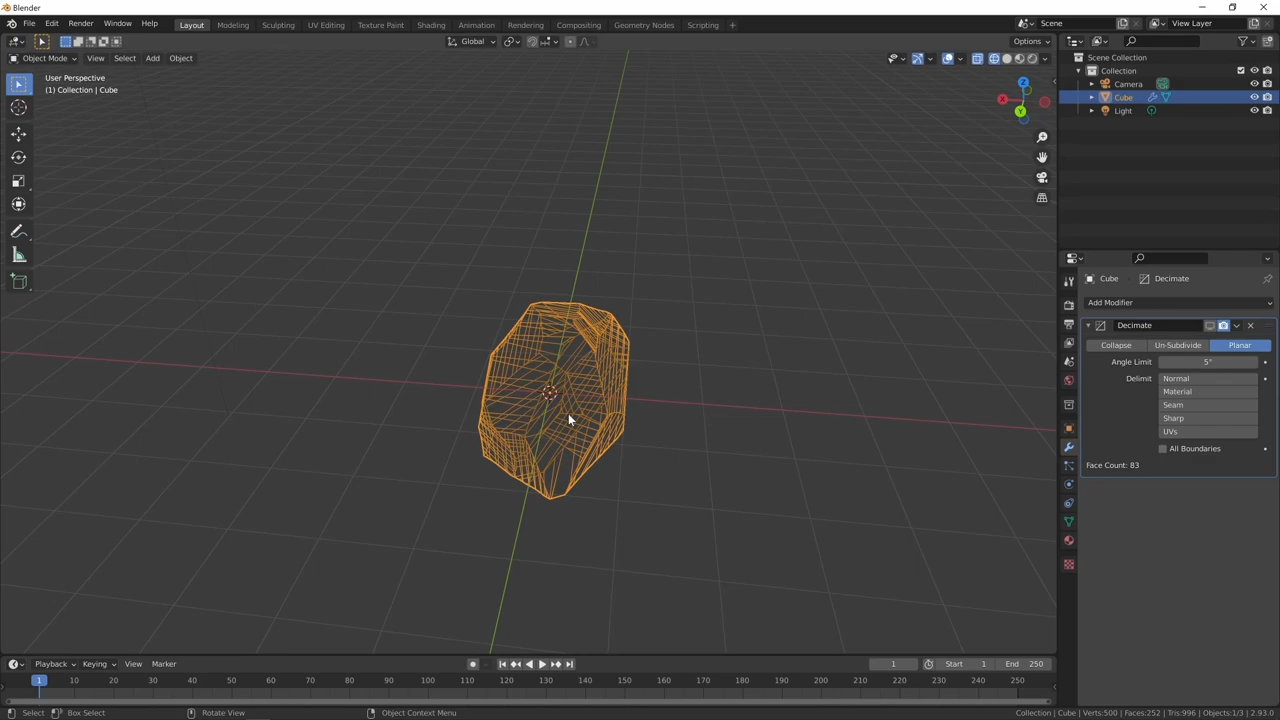 Blender
File Edit Render Window Help Layout Modeling Sculpting UV Editing Texture Paint Shading Animation Rendering Compositing Geometry Nodes Scripting + Scene View Layer
Global Options
Object Mode View Select Add Object
User Perspective
(1) Collection | Cube
Z
X
Y
Scene Collection
Collection
Camera
Cube
Light
Cube Decimate
Add Modifier
Decimate
Collapse Un-Subdivide Planar
Angle Limit 5°
Delimit Normal
Material
Seam
Sharp
UVs
All Boundaries
Face Count: 83
Playback Keying View Marker 1 Start 1 End 250
1 10 20 30 40 50 60 70 80 90 100 110 120 130 140 150 160 170 180 190 200 210 220 230 240 250
Select Box Select Rotate View Object Context Menu Collection | Cube | Verts:500 | Faces:252 | Tris:996 | Objects:1/3 | 2.93.0